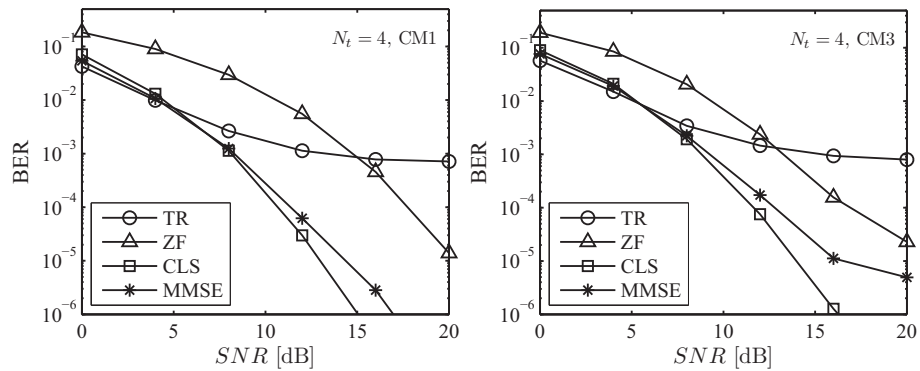 N_t = 4, CM1
BER
10^{-1}
10^{-2}
10^{-3}
10^{-4}
10^{-5}
10^{-6}
TR
ZF
CLS
MMSE
0 5 10 15 20
SNR [dB]
N_t = 4, CM3
BER
10^{-1}
10^{-2}
10^{-3}
10^{-4}
10^{-5}
10^{-6}
TR
ZF
CLS
MMSE
0 5 10 15 20
SNR [dB]